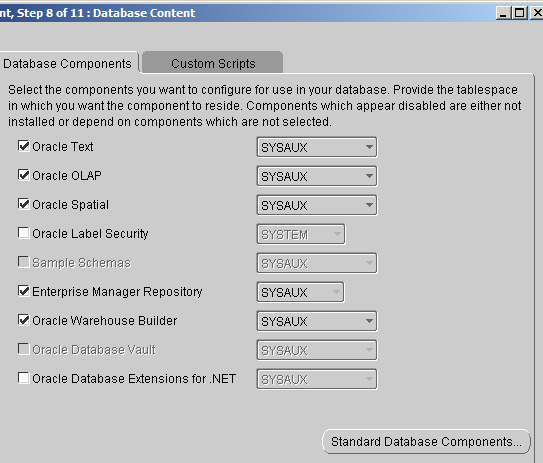 nt, Step 8 of 11 : Database Content
Database Components
Custom Scripts
Select the components you want to configure for use in your database. Provide the tablespace
in which you want the component to reside. Components which appear disabled are either not
installed or depend on components which are not selected.
Oracle Text SYSAUX
Oracle OLAP SYSAUX
Oracle Spatial SYSAUX
Oracle Label Security SYSTEM
Sample Schemas SYSAUX
Enterprise Manager Repository SYSAUX
Oracle Warehouse Builder SYSAUX
Oracle Database Vault SYSAUX
Oracle Database Extensions for .NET SYSAUX
Standard Database Components...